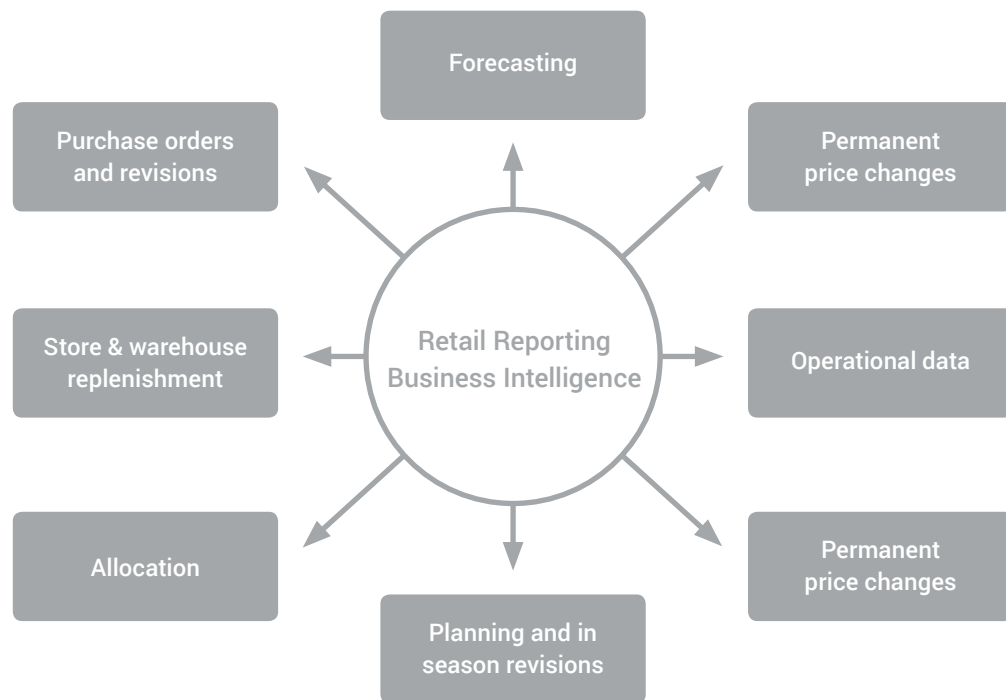 Forecasting
Purchase orders
and revisions
Permanent
price changes
Store & warehouse
replenishment
Retail Reporting
Business Intelligence
Operational data
Allocation
Permanent
price changes
Planning and in
season revisions